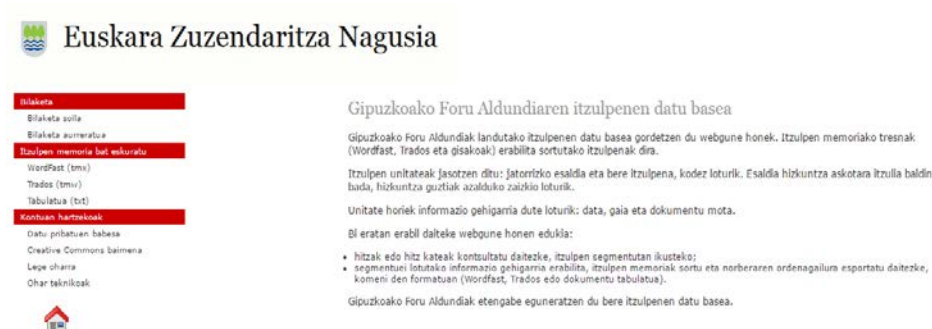 Euskara Zuzendaritza Nagusia
Bilaketa
Bilaketa soila
Bilaketa aurreratua
Itzulpen memoria bat eskuratu
WordFast (tmx)
Trados (tmx)
Tabulatua (txt)
Kontuan hartzekoak
Datu pribatuen babesa
Creative Commons baimena
Lege oharra
Ohar teknikoak
Gipuzkoako Foru Aldundiaren itzulpenen datu basea
Gipuzkoako Foru Aldundiak landutako itzulpenen datu basea gordetzen du webgune honek. Itzulpen memoriako tresnak
(Wordfast, Trados eta gisakoak) erabilita sortutako itzulpenak dira.
Itzulpen unitateak jasotzen ditu: jatorrizko esaldia eta bere itzulpena, kodez loturik. Esaldia hizkuntza askotara itzulia baldin
bada, hizkuntza guztiak azalduko zaizkio loturik.
Unitate horiek informazio gehigarria dute loturik: data, gaia eta dokumentu mota.
Bi eratan erabil daiteke webgune honen edukia:
• hitzak edo hitz kateak kontsultatu daitezke, itzulpen segmentutan ikusteko;
• segmentuei lotutako informazio gehigarria erabilita, itzulpen memoriak sortu eta norberaren ordenagailura esportatu daitezke,
komeni den formatuan (Wordfast, Trados edo dokumentu tabulatua).
Gipuzkoako Foru Aldundiak etengabe eguneratzen du bere itzulpenen datu basea.